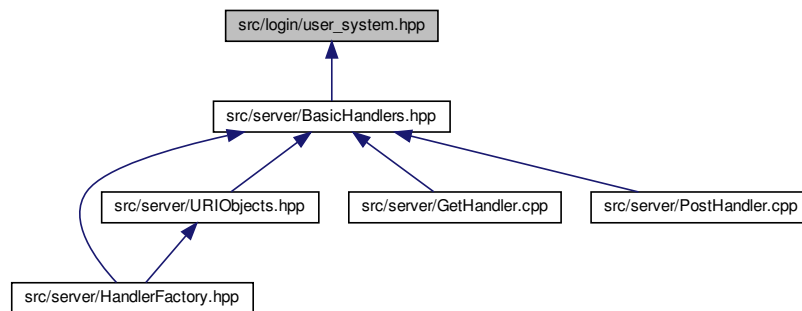 src/login/user_system.hpp
src/server/BasicHandlers.hpp
src/server/URIObjects.hpp
src/server/GetHandler.cpp
src/server/PostHandler.cpp
src/server/HandlerFactory.hpp